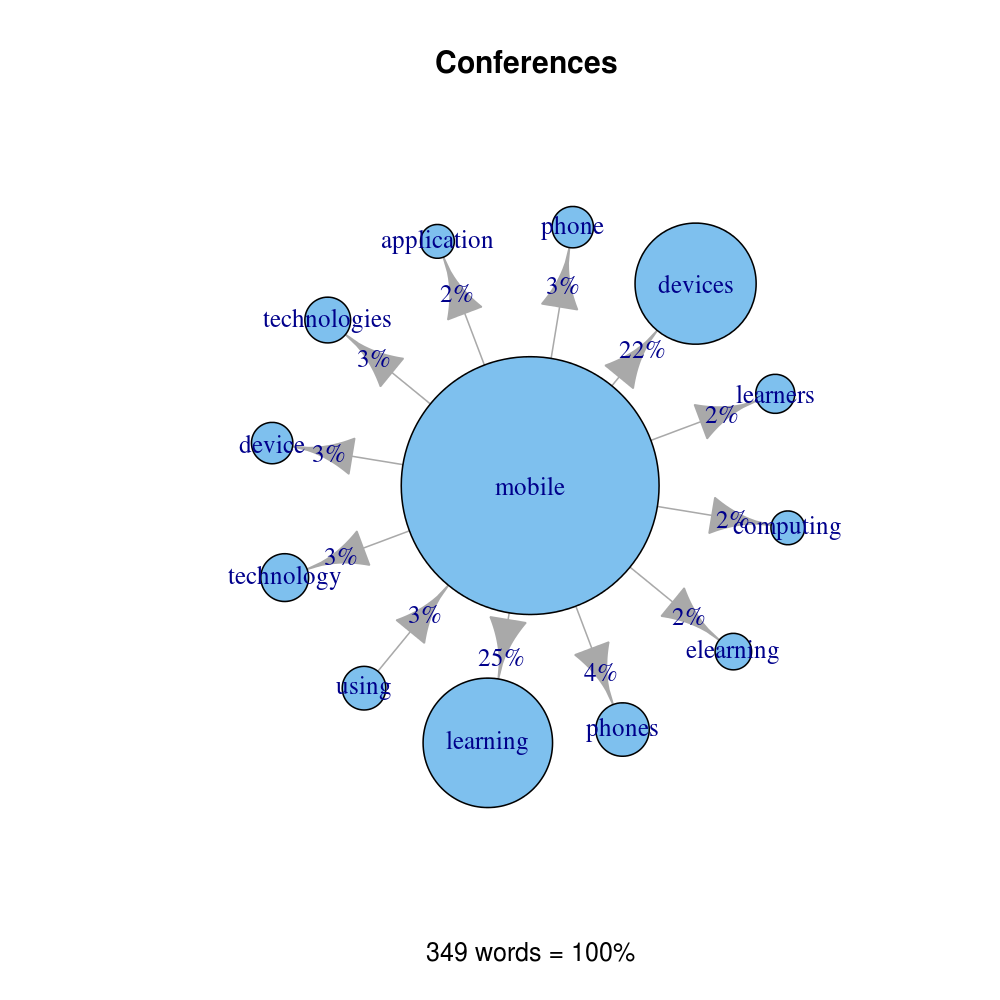 Conferences
phone
application
devices
3%
2%
technologies
22%
3%
learners
2%
device
3%
mobile
2%
computing
3%
technology
3%
2%
elearning
25%
4%
using
phones
learning
349 words = 100%